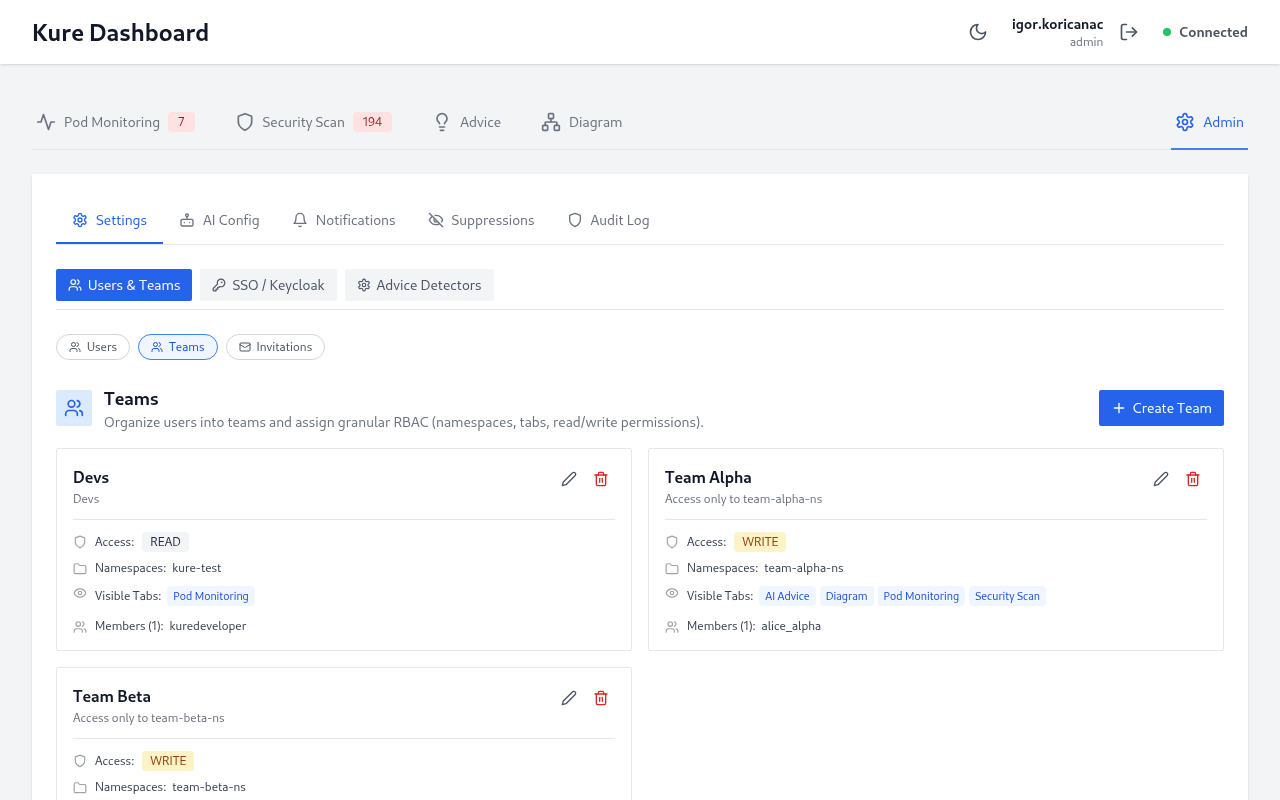 Kure Dashboard
igor.koricanac
admin
Connected
Pod Monitoring 7
Security Scan 194
Advice
Diagram
Admin
Settings
AI Config
Notifications
Suppressions
Audit Log
Users & Teams
SSO / Keycloak
Advice Detectors
Users
Teams
Invitations
Teams
Organize users into teams and assign granular RBAC (namespaces, tabs, read/write permissions).
Create Team
Devs
Devs
Access: READ
Namespaces: kure-test
Visible Tabs: Pod Monitoring
Members (1): kuredeveloper
Team Alpha
Access only to team-alpha-ns
Access: WRITE
Namespaces: team-alpha-ns
Visible Tabs: AI Advice Diagram Pod Monitoring Security Scan
Members (1): alice_alpha
Team Beta
Access only to team-beta-ns
Access: WRITE
Namespaces: team-beta-ns